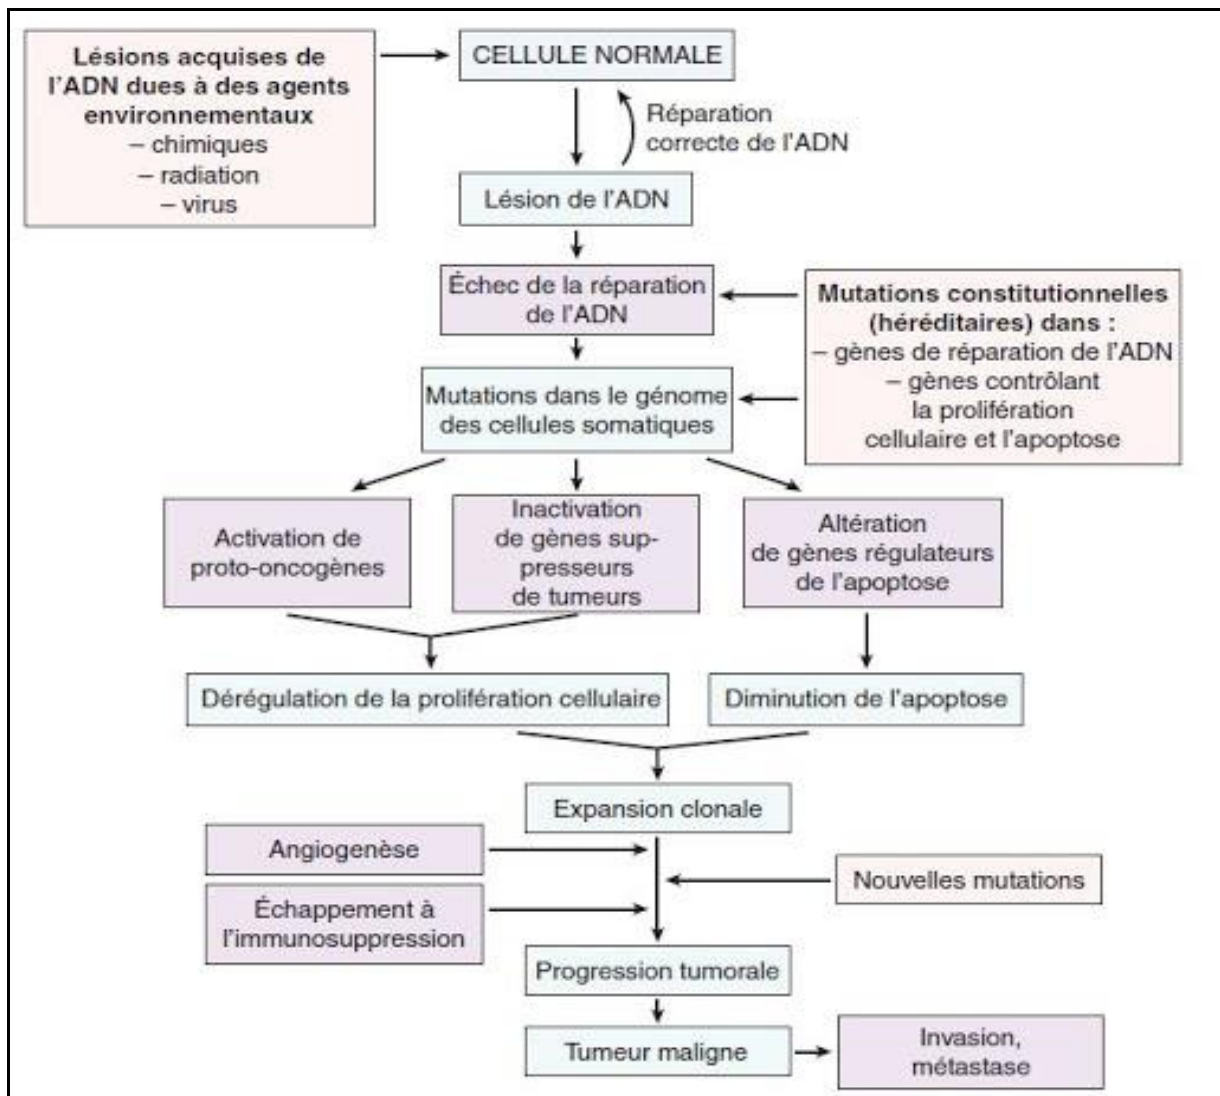 Lésions acquises de
l'ADN dues à des agents
environnementaux
– chimiques
– radiation
– virus
CELLULE NORMALE
Réparation
correcte de l'ADN
Lésion de l'ADN
Échec de la réparation
de l'ADN
Mutations constitutionnelles
(héréditaires) dans :
– gènes de réparation de l'ADN
– gènes contrôlant
la prolifération
cellulaire et l'apoptose
Mutations dans le génome
des cellules somatiques
Activation de
proto-oncogènes
Inactivation
de gènes sup-
presseurs
de tumeurs
Altération
de gènes régulateurs
de l'apoptose
Dérégulation de la prolifération cellulaire
Diminution de l'apoptose
Expansion clonale
Angiogenèse
Nouvelles mutations
Échappement à
l'immunosuppression
Progression tumorale
Tumeur maligne
Invasion,
métastase